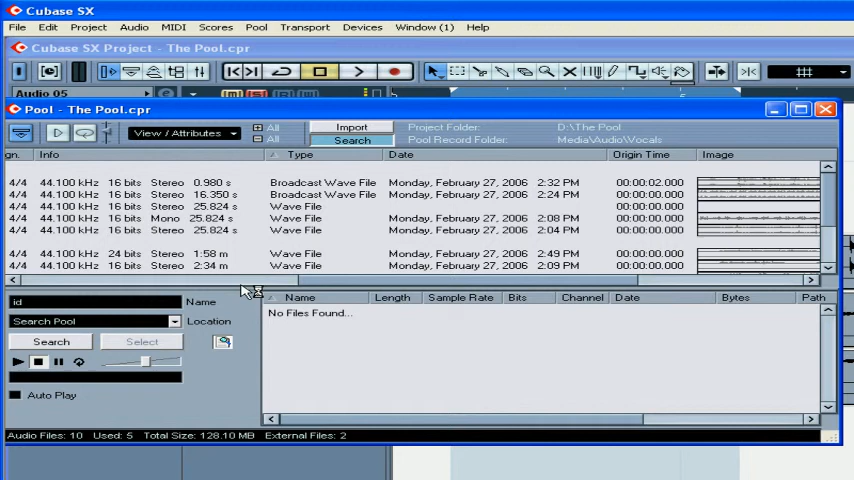 Cubase SX
File Edit Project Audio MIDI Scores Pool Transport Devices Window (1) Help
Cubase SX Project - The Pool.cpr
Audio 05
Pool - The Pool.cpr
View / Attributes All Import Project Folder: D:\The Pool
All Search Pool Record Folder: Media\Audio\Vocals
gn. Info Type Date Origin Time Image
4/4 44.100 kHz 16 bits Stereo 0.980 s Broadcast Wave File Monday, February 27, 2006 2:32 PM 00:00:02.000
4/4 44.100 kHz 16 bits Stereo 16.350 s Broadcast Wave File Monday, February 27, 2006 2:24 PM 00:00:00.000
4/4 44.100 kHz 16 bits Stereo 25.824 s Wave File 00:00:00.000
4/4 44.100 kHz 16 bits Mono 25.824 s Wave File Monday, February 27, 2006 2:08 PM 00:00:00.000
4/4 44.100 kHz 16 bits Stereo 25.824 s Wave File Monday, February 27, 2006 2:04 PM 00:00:00.000
4/4 44.100 kHz 24 bits Stereo 1:58 m Wave File Monday, February 27, 2006 2:49 PM 00:00:00.000
4/4 44.100 kHz 16 bits Stereo 2:34 m Wave File Monday, February 27, 2006 2:09 PM 00:00:00.000
id Name Name Length Sample Rate Bits Channel Date Bytes Path
Search Pool Location No Files Found...
Search Select
Auto Play
Audio Files: 10 Used: 5 Total Size: 128.10 MB External Files: 2